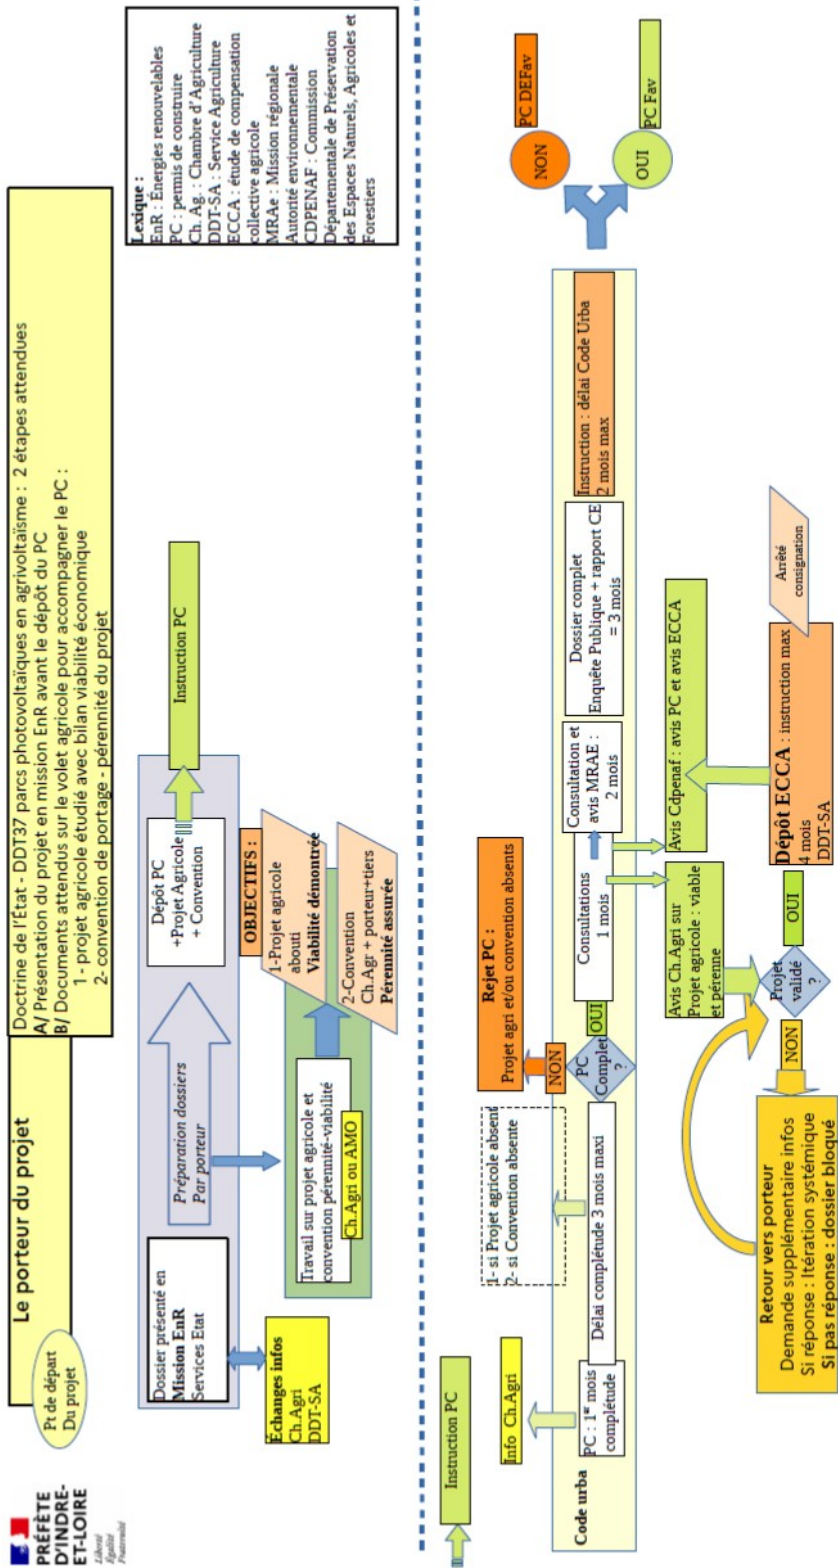 PRÉFÈTE
D'INDRE-
ET-LOIRE
Liberté
Égalité
Fraternité
Pt de départ
Du projet
Le porteur du projet
Doctrine de l'État - DDT37 parcs photovoltaïques en agrivoltaïsme : 2 étapes attendues
A/ Présentation du projet en mission EnR avant le dépôt du PC
B/ Documents attendus sur le volet agricole pour accompagner le PC :
1 - projet agricole étudié avec bilan viabilité économique
2- convention de portage - pérennité du projet
Dossier présenté en
Mission EnR
Services Etat
Échanges infos
Ch.Agri
DDT-SA
Préparation dossiers
Par porteur
Travail sur projet agricole et
convention pérennité-viabilité
Ch.Agri ou AMO
Dépôt PC
+Projet Agricole
+ Convention
Instruction PC
OBJECTIFS :
1-Projet agricole
abouti
Viabilité démontrée
2-Convention
Ch.Agr + porteur+tiers
Pérennité assurée
Lexique :
EnR : Énergies renouvelables
PC : permis de construire
Ch. Ag. : Chambre d'Agriculture
DDT-SA : Service Agriculture
ECCA : étude de compensation
collective agricole
MRAe : Mission régionale
Autorité environnementale
CDPENAF : Commission
Départementale de Préservation
des Espaces Naturels, Agricoles et
Forestiers
Instruction PC
Info Ch.Agri
Code urba
PC : 1er mois
complétude
Délai complétude 3 mois maxi
1- si Projet agricole absent
2- si Convention absente
PC
Complet
?
NON
OUI
Rejet PC :
Projet agri et/ou convention absents
Consultations
1 mois
Consultation et
avis MRAE :
2 mois
Dossier complet
Enquête Publique + rapport CE
= 3 mois
Instruction : délai Code Urba
2 mois max
NON
PC DEFav
OUI
PC Fav
Avis Ch.Agri sur
Projet agricole : viable
et pérenne
Avis Cdpenaf : avis PC et avis ECCA
Projet
validé
?
NON
OUI
Retour vers porteur
Demande supplémentaire infos
Si réponse : Itération systémique
Si pas réponse : dossier bloqué
Dépôt ECCA : instruction max
4 mois
DDT-SA
Arrêté
consignation